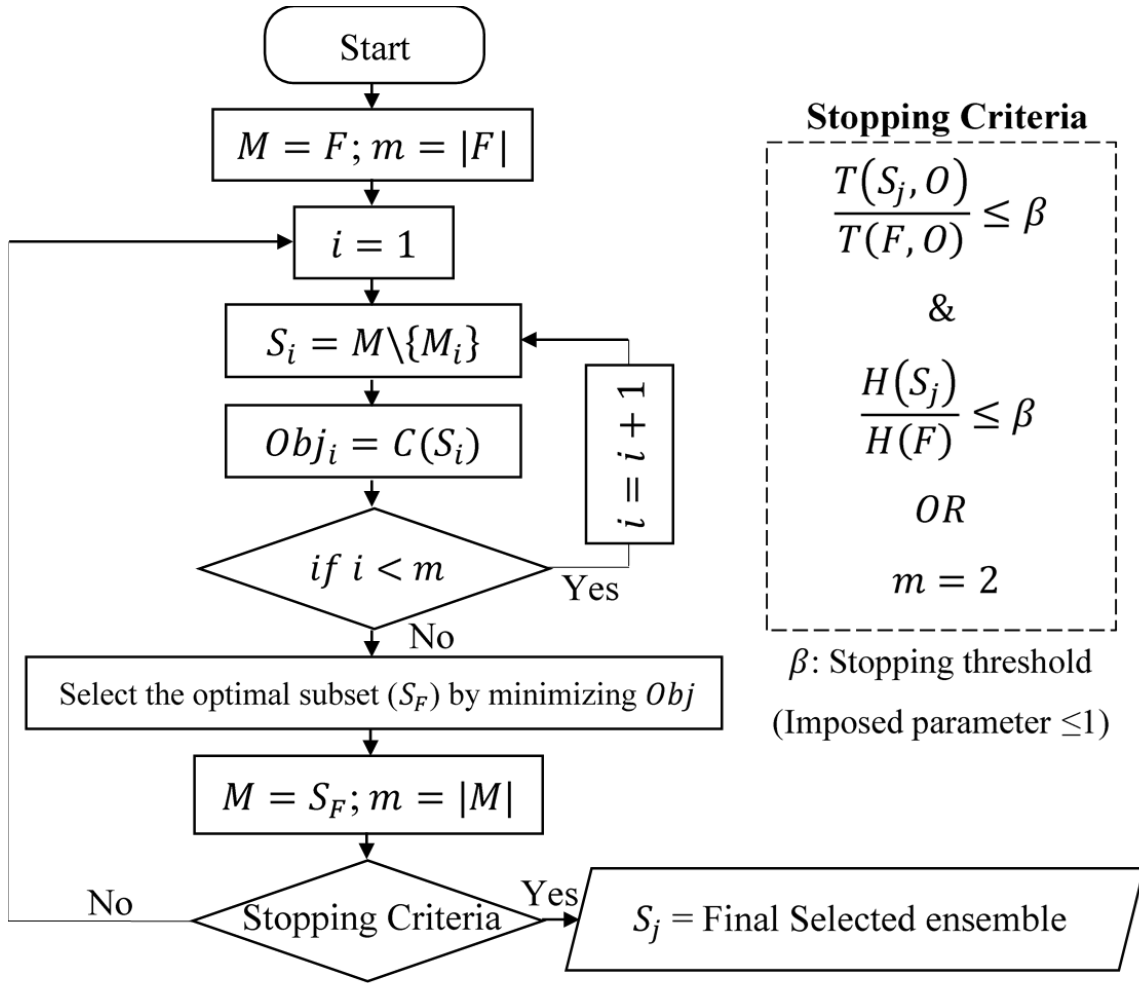 Start
M = F; m = |F|
i = 1
S_i = M\{M_i}
Obj_i = C(S_i)
i = i + 1
if i < m
Yes
No
Select the optimal subset (S_F) by minimizing Obj
M = S_F; m = |M|
Stopping Criteria
No
Yes
S_j = Final Selected ensemble
Stopping Criteria
T(S_j, O)
T(F, O)
≤ β
&
H(S_j)
H(F)
≤ β
OR
m = 2
β: Stopping threshold
(Imposed parameter ≤1)